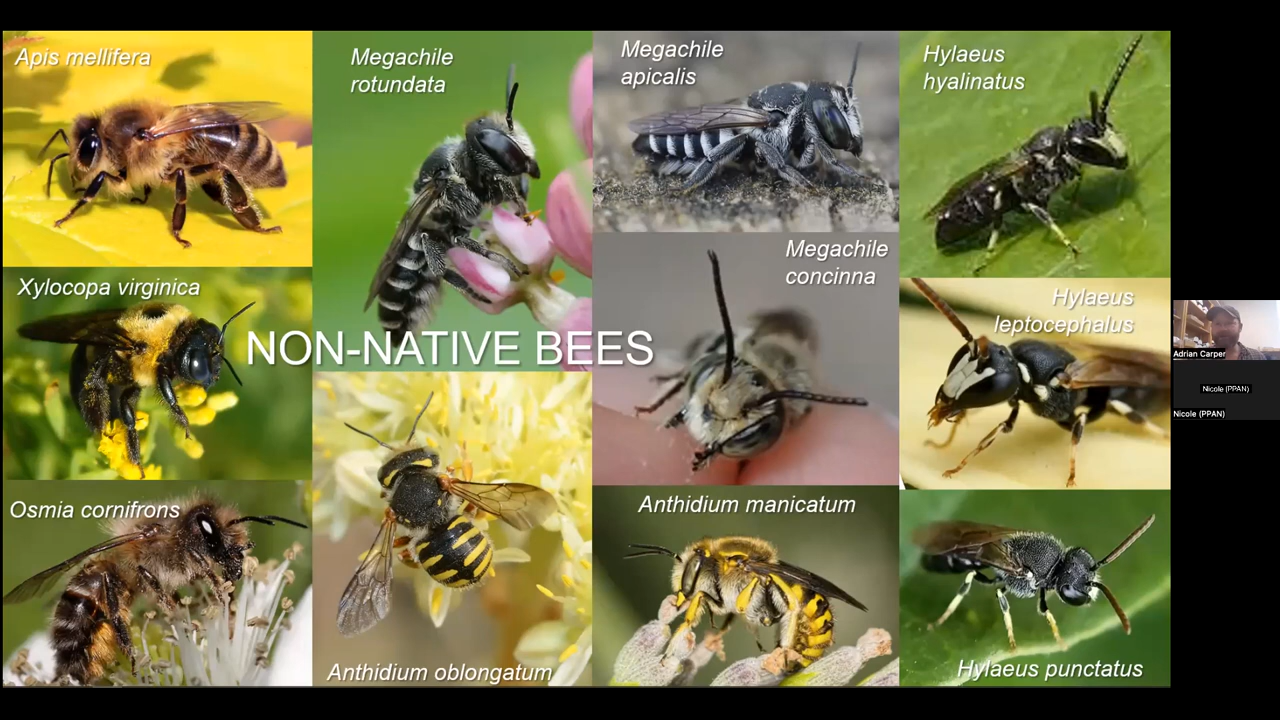 Apis mellifera
Megachile
rotundata
Megachile
apicalis
Hylaeus
hyalinatus
Xylocopa virginica
Megachile
concinna
Hylaeus
leptocephalus
NON-NATIVE BEES
Osmia cornifrons
Anthidium manicatum
Anthidium oblongatum
Hylaeus punctatus
Adrian Carper
Nicole (PPAN)
Nicole (PPAN)